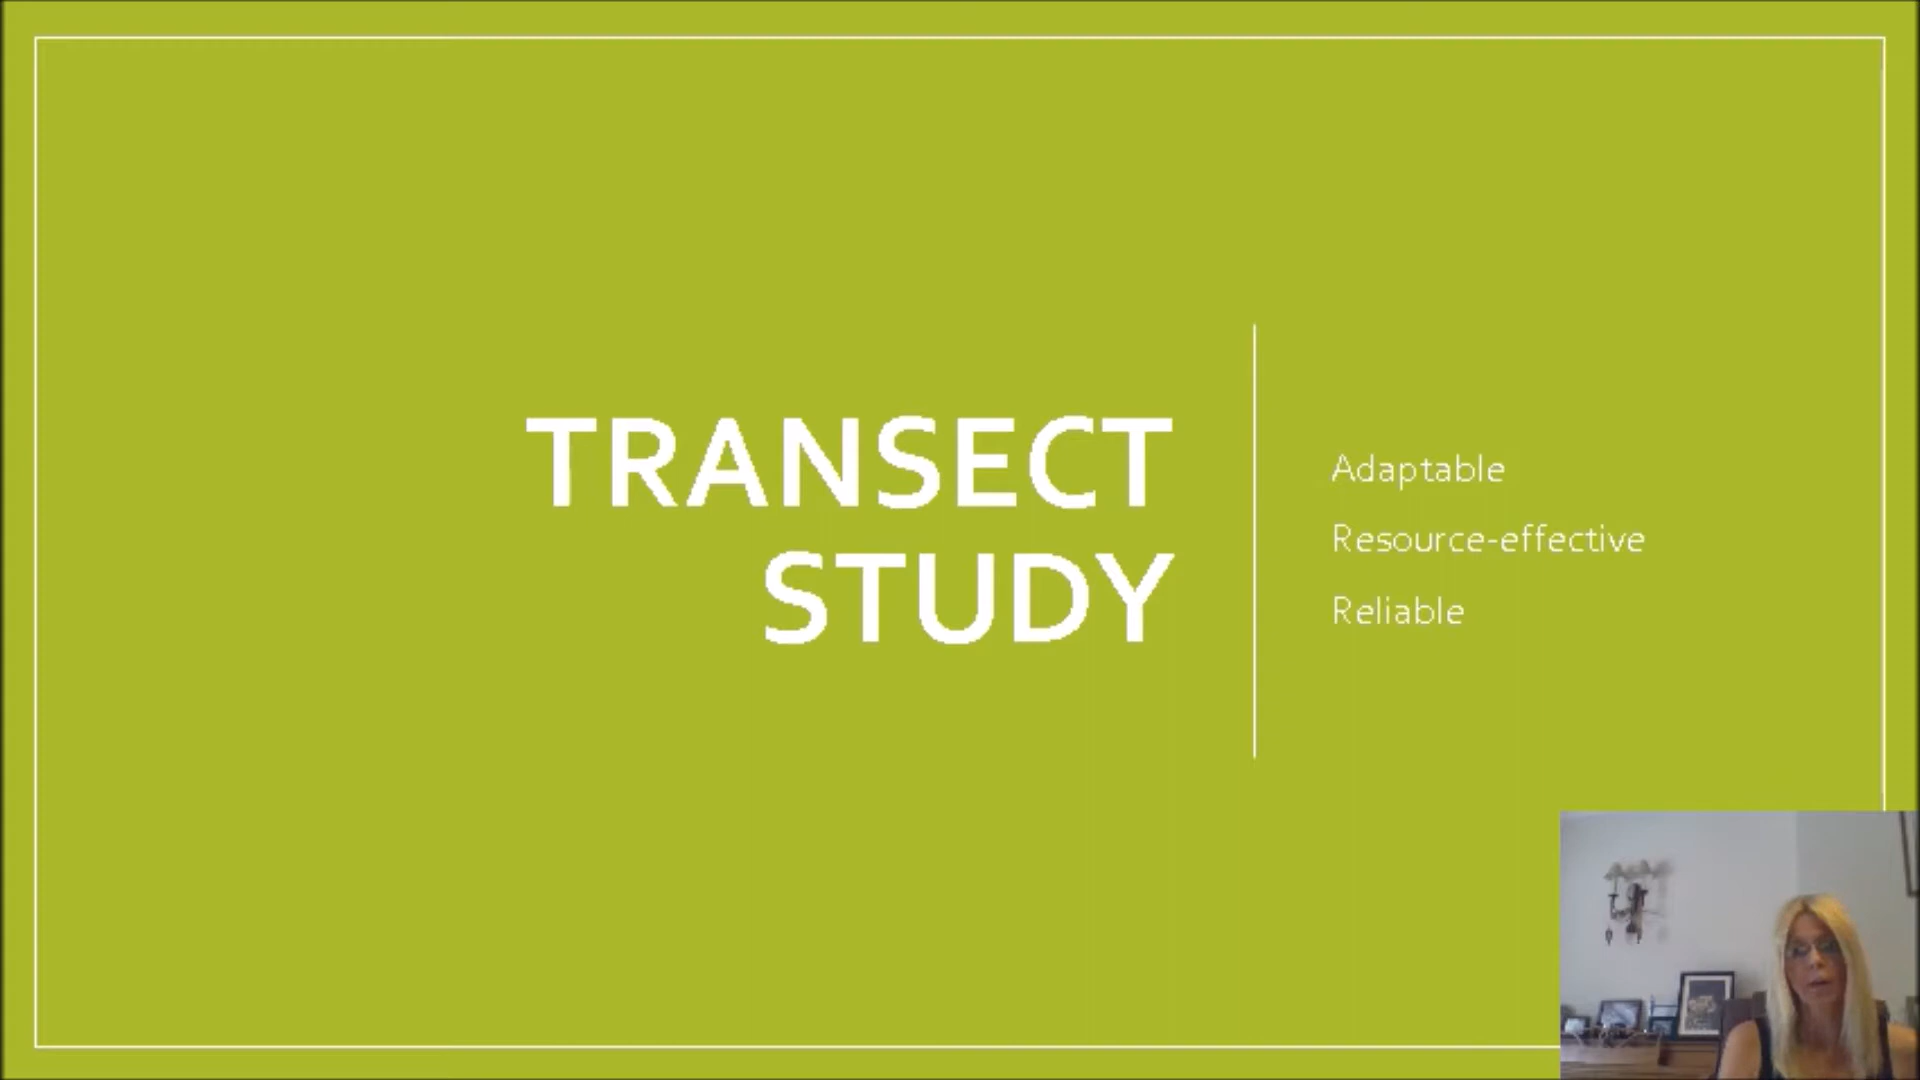 TRANSECT
STUDY
Adaptable
Resource-effective
Reliable